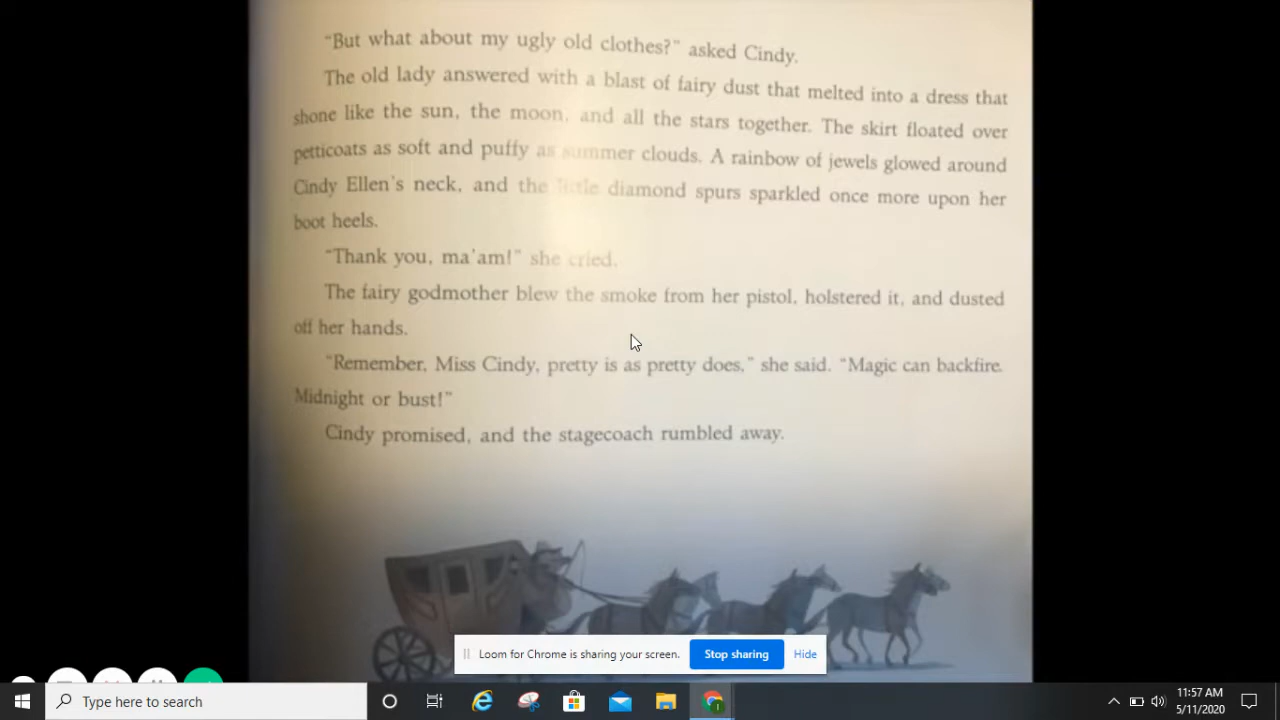 “But what about my ugly old clothes?” asked Cindy.
The old lady answered with a blast of fairy dust that melted into a dress that
shone like the sun, the moon, and all the stars together. The skirt floated over
petticoats as soft and puffy as summer clouds. A rainbow of jewels glowed around
Cindy Ellen's neck, and the little diamond spurs sparkled once more upon her
boot heels.
“Thank you, ma'am!” she cried.
The fairy godmother blew the smoke from her pistol, holstered it, and dusted
off her hands.
“Remember, Miss Cindy, pretty is as pretty does,” she said. “Magic can backfire.
Midnight or bust!”
Cindy promised, and the stagecoach rumbled away.
Loom for Chrome is sharing your screen.
Stop sharing
Hide
Type here to search
11:57 AM
5/11/2020